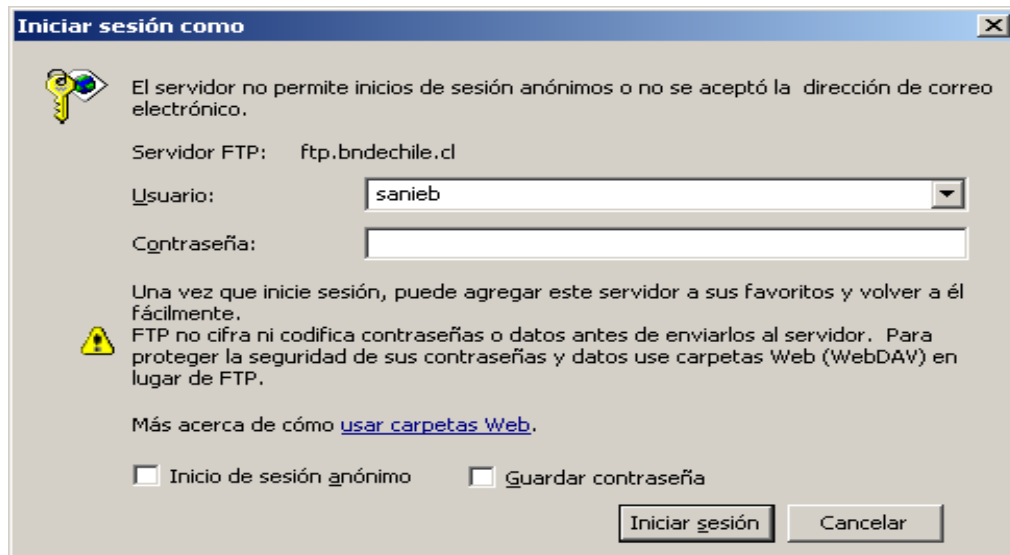 Iniciar sesión como
El servidor no permite inicios de sesión anónimos o no se aceptó la dirección de correo
electrónico.
Servidor FTP: ftp.bndechile.cl
Usuario: sanieb
Contraseña:
Una vez que inicie sesión, puede agregar este servidor a sus favoritos y volver a él
fácilmente.
FTP no cifra ni codifica contraseñas o datos antes de enviarlos al servidor. Para
proteger la seguridad de sus contraseñas y datos use carpetas Web (WebDAV) en
lugar de FTP.
Más acerca de cómo usar carpetas Web.
Inicio de sesión anónimo Guardar contraseña
Iniciar sesión Cancelar